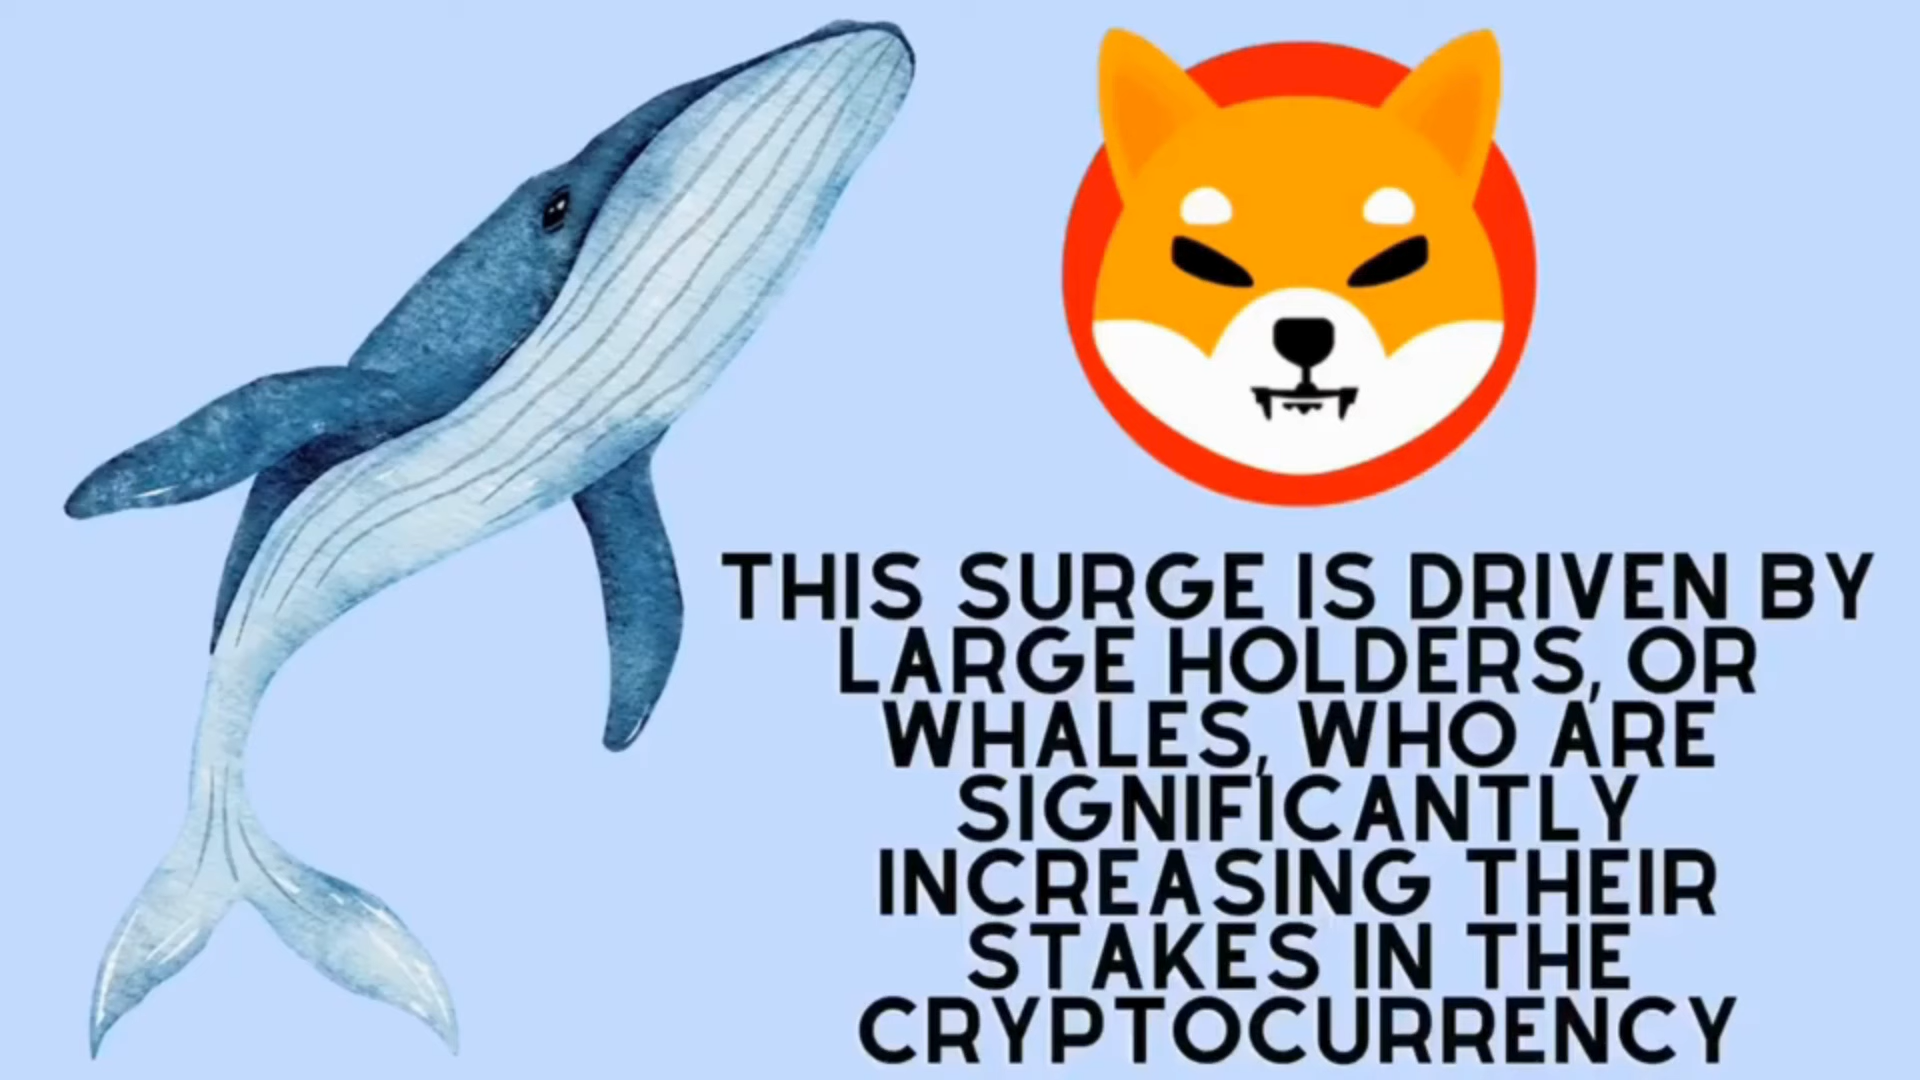 THIS SURGE IS DRIVEN BY
LARGE HOLDERS, OR
WHALES, WHO ARE
SIGNIFICANTLY
INCREASING THEIR
STAKES IN THE
CRYPTOCURRENCY